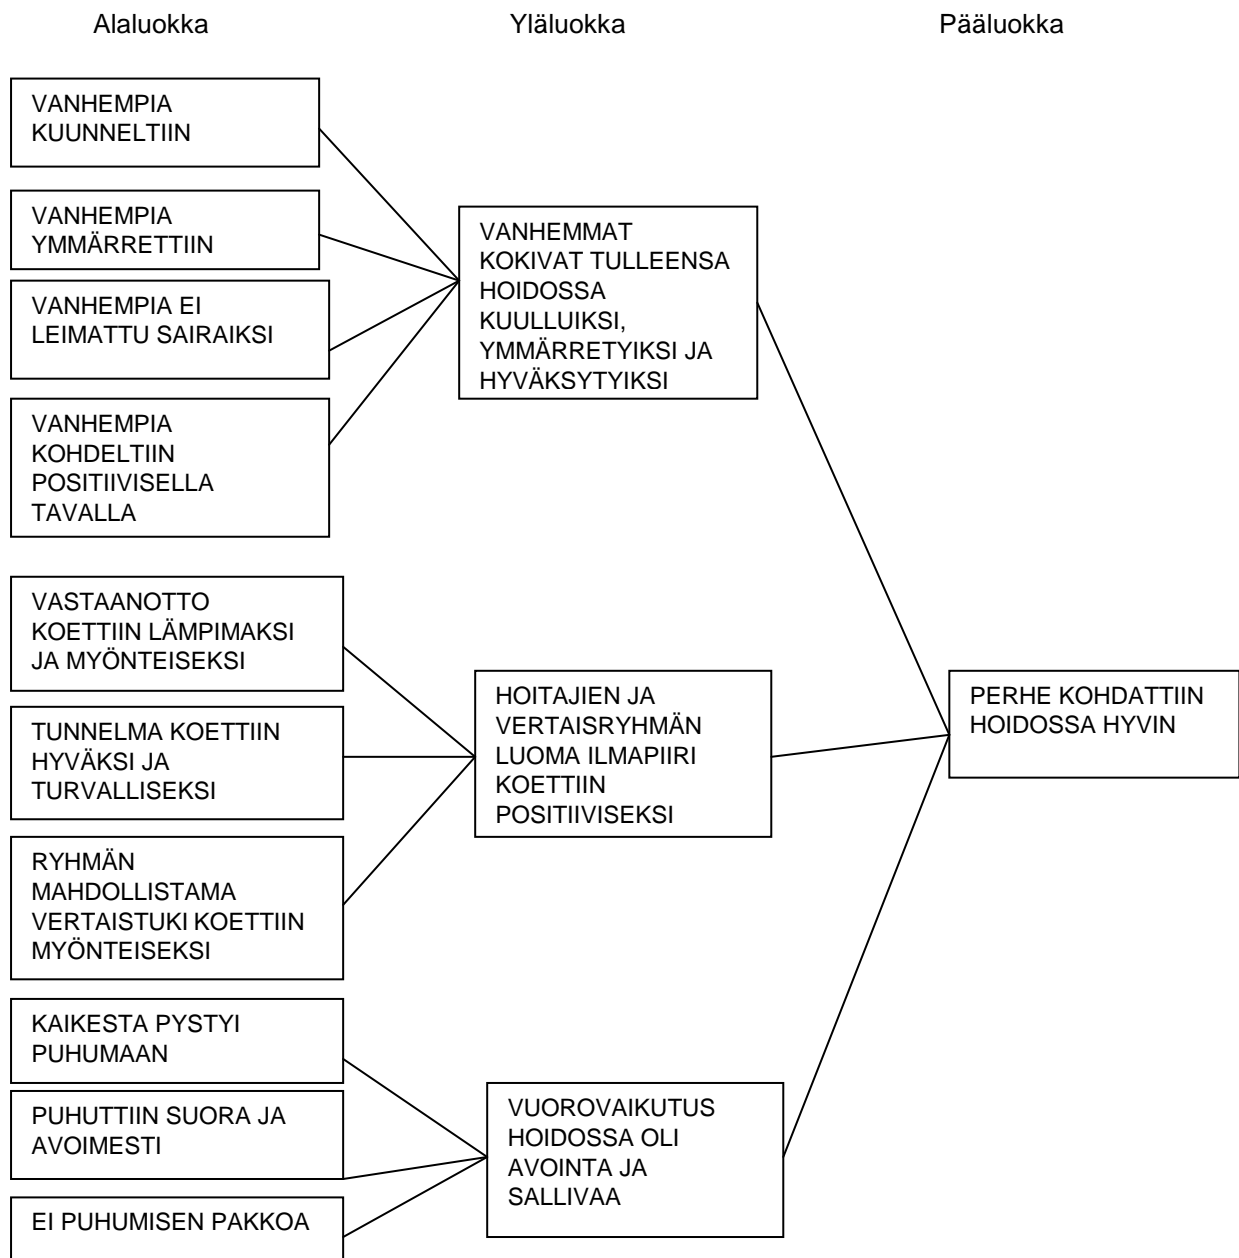 Alaluokka Yläluokka Pääluokka
VANHEMPIA
KUUNNELTIIN
VANHEMPIA
YMMÄRRETTIIN
VANHEMPIA EI
LEIMATTU SAIRAIKSI
VANHEMPIA
KOHDELTIIN
POSITIIVISELLA
TAVALLA
VANHEMMAT
KOKIVAT TULLEENSA
HOIDOSSA
KUULLUIKSI,
YMMÄRRETYIKSI JA
HYVÄKSYTYIKSI
VASTAANOTTO
KOETTIIN LÄMPIMAKSI
JA MYÖNTEISEKSI
TUNNELMA KOETTIIN
HYVÄKSI JA
TURVALLISEKSI
RYHMÄN
MAHDOLLISTAMA
VERTAISTUKI KOETTIIN
MYÖNTEISEKSI
HOITAJIEN JA
VERTAISRYHMÄN
LUOMA ILMAPIIRI
KOETTIIN
POSITIIVISEKSI
PERHE KOHDATTIIN
HOIDOSSA HYVIN
KAIKESTA PYSTYI
PUHUMAAN
PUHUTTIIN SUORA JA
AVOIMESTI
EI PUHUMISEN PAKKOA
VUOROVAIKUTUS
HOIDOSSA OLI
AVOINTA JA
SALLIVAA